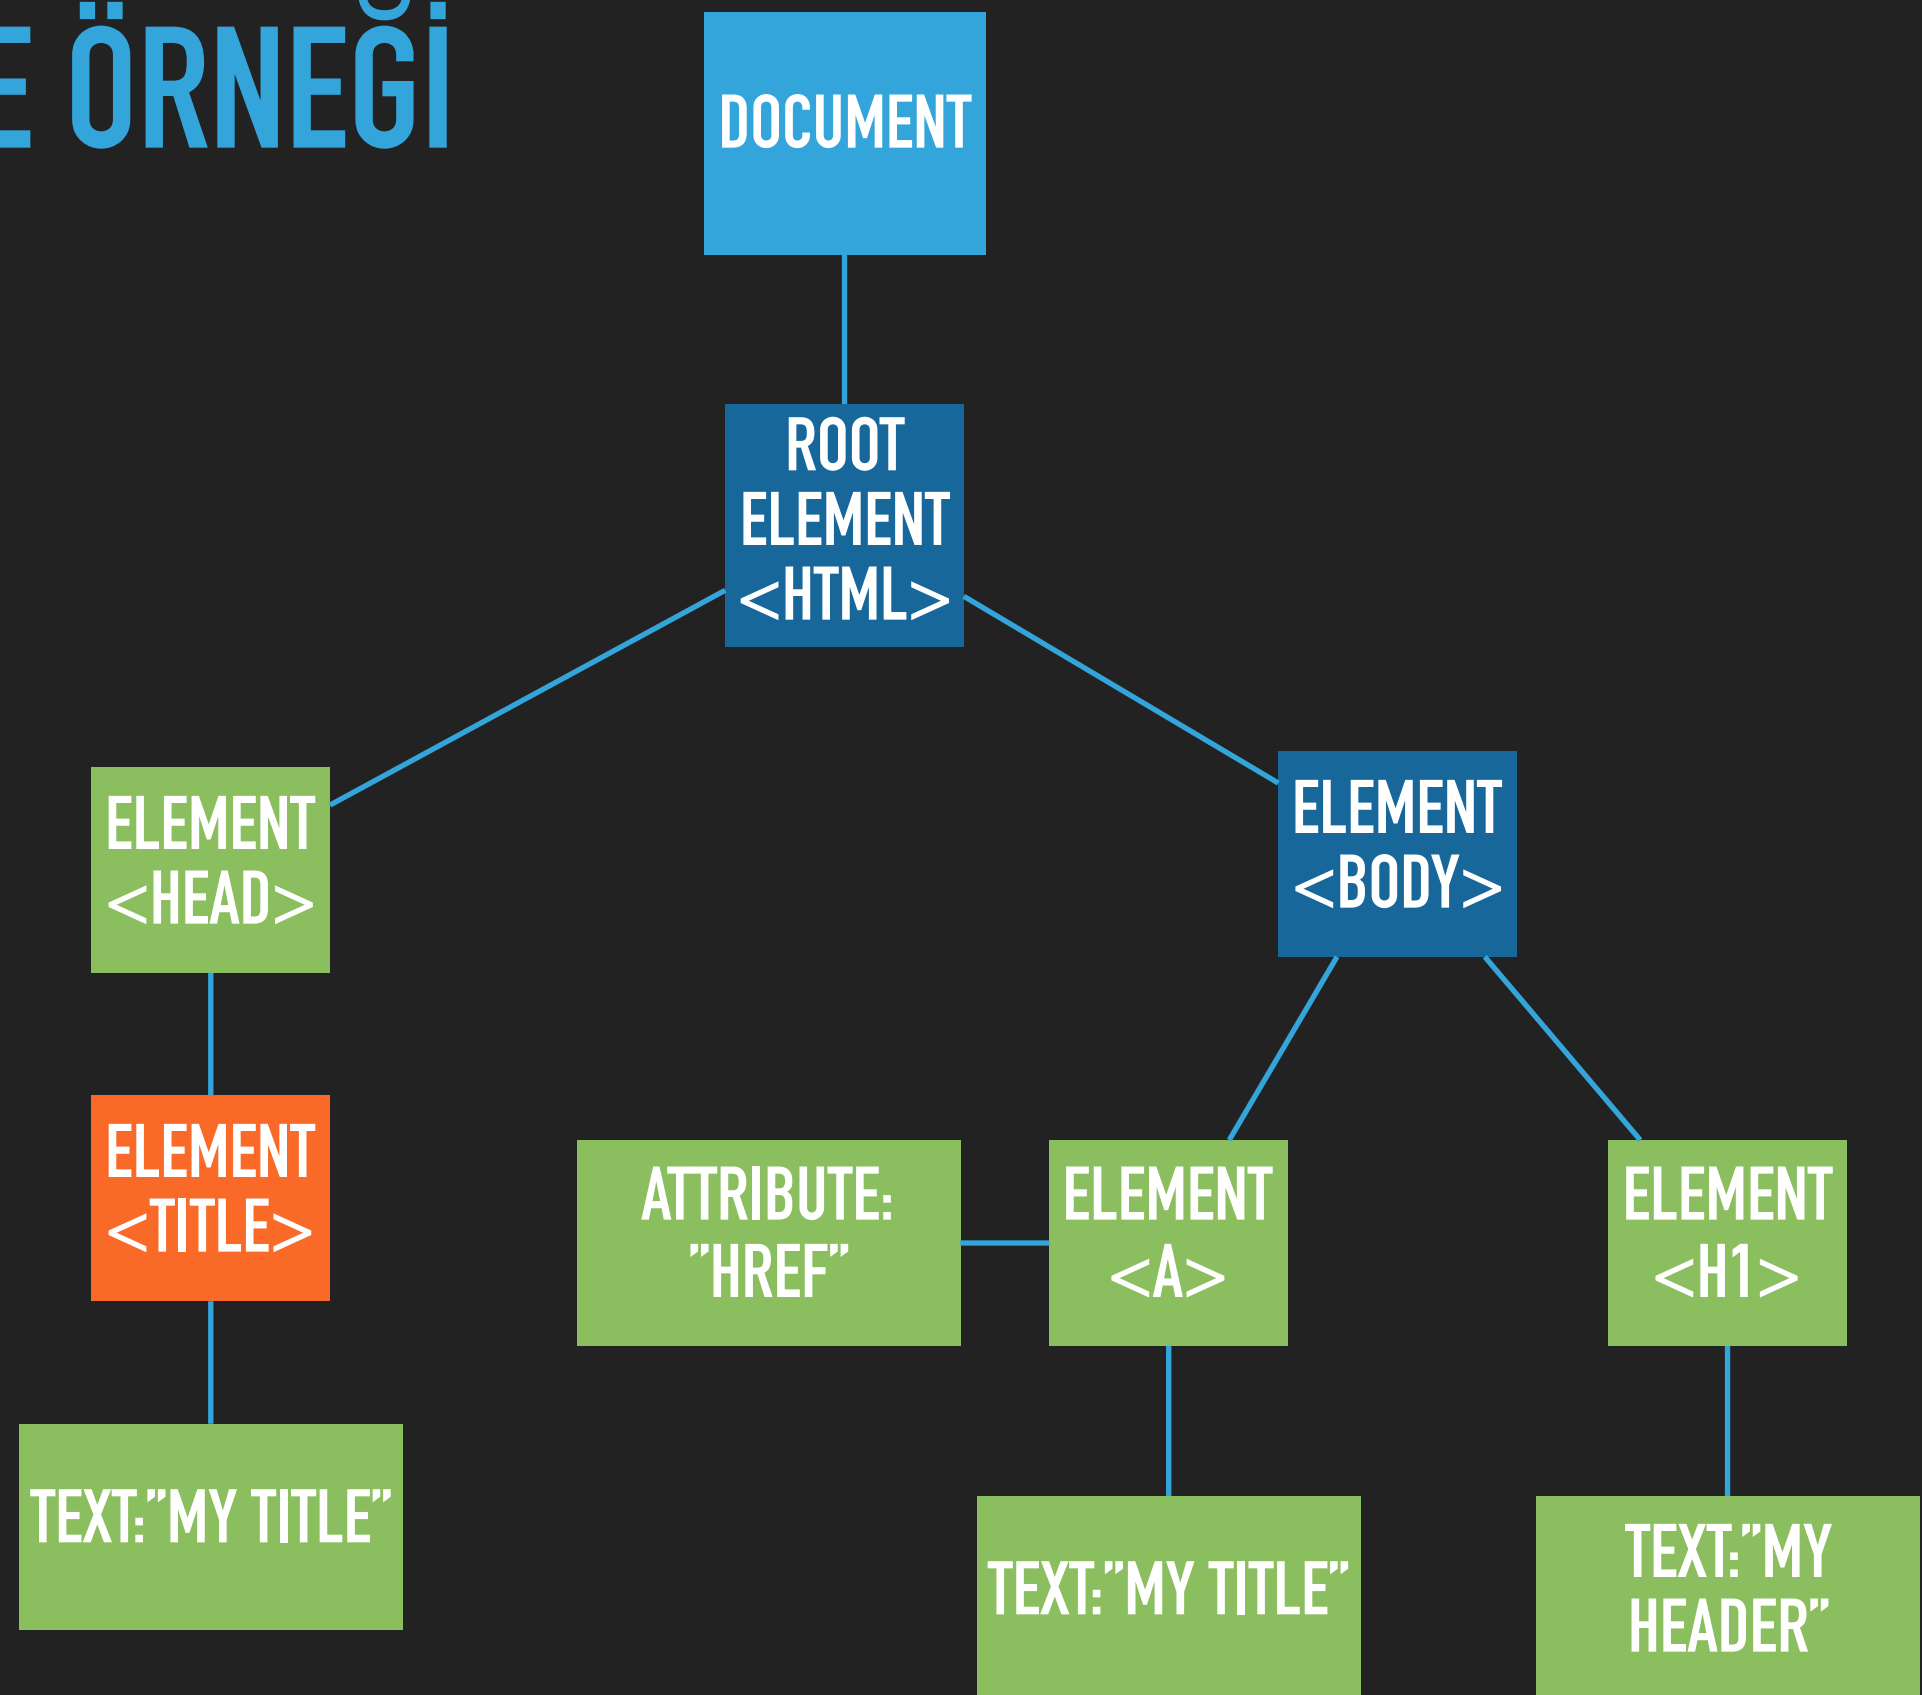 E ÖRNEĞİ
DOCUMENT
ROOT
ELEMENT
<HTML>
ELEMENT
<HEAD>
ELEMENT
<BODY>
ELEMENT
<TITLE>
ATTRIBUTE:
"HREF"
ELEMENT
<A>
ELEMENT
<H1>
TEXT:"MY TITLE"
TEXT:"MY TITLE"
TEXT:"MY
HEADER"